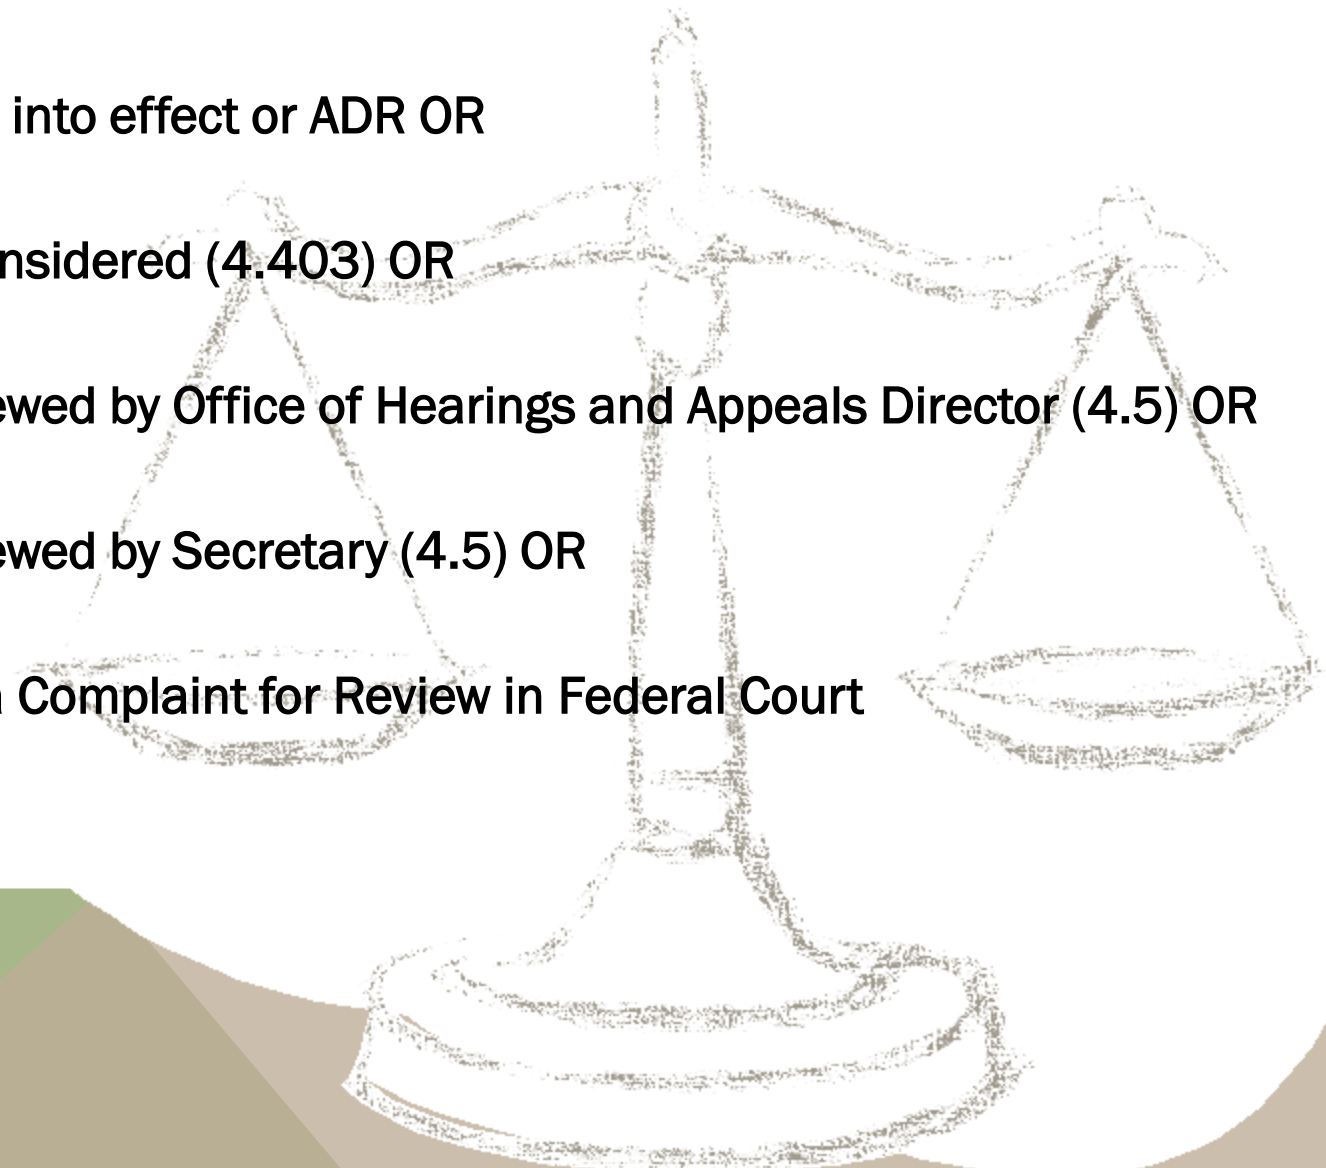 into effect or ADR OR
nsidered (4.403) OR
ewed by Office of Hearings and Appeals Director (4.5) OR
ewed by Secretary (4.5) OR
Complaint for Review in Federal Court